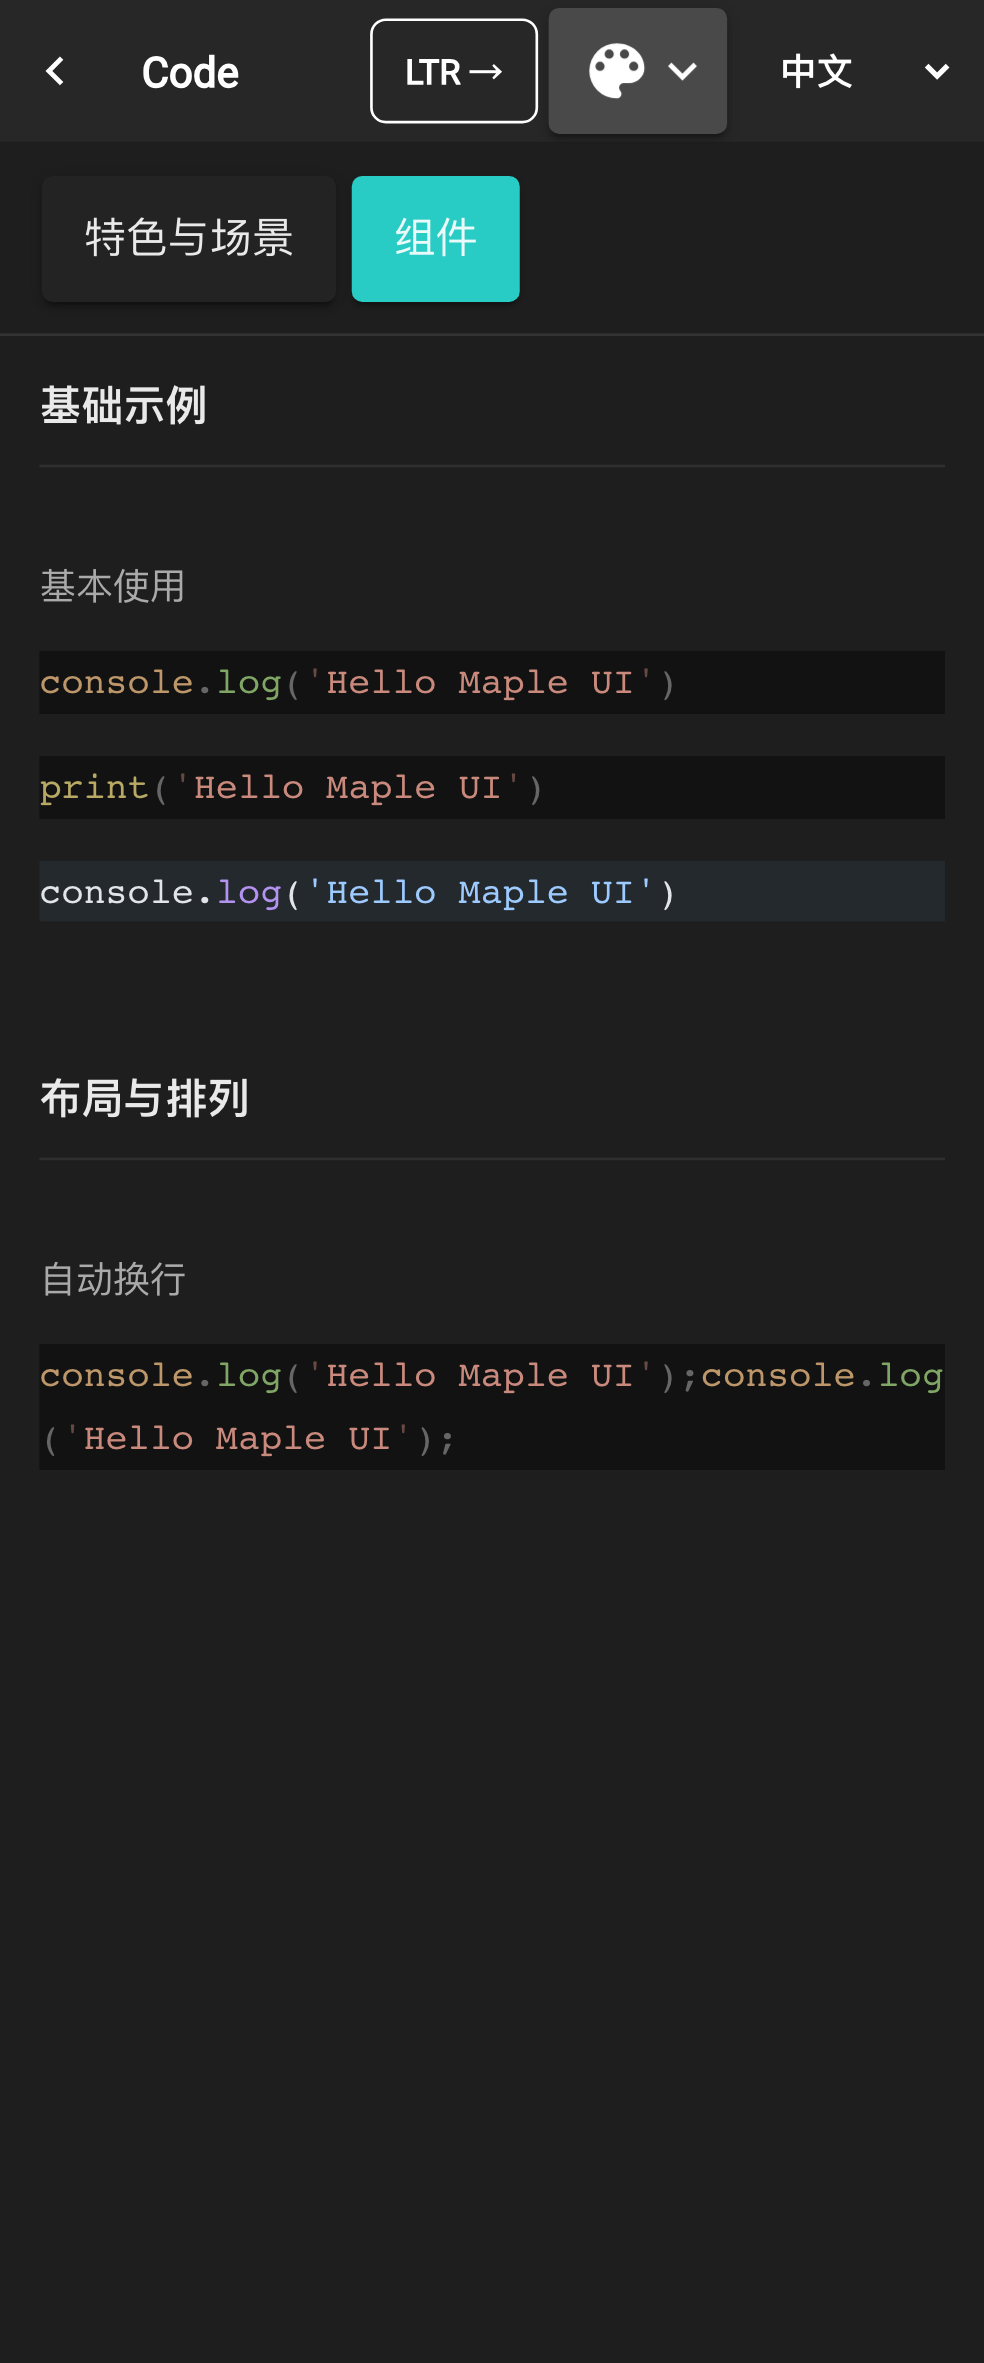 Code
LTR→
中文
特色与场景
组件
基础示例
基本使用
console.log('Hello Maple UI')
print('Hello Maple UI')
console.log('Hello Maple UI')
布局与排列
自动换行
console.log('Hello Maple UI');console.log
('Hello Maple UI');